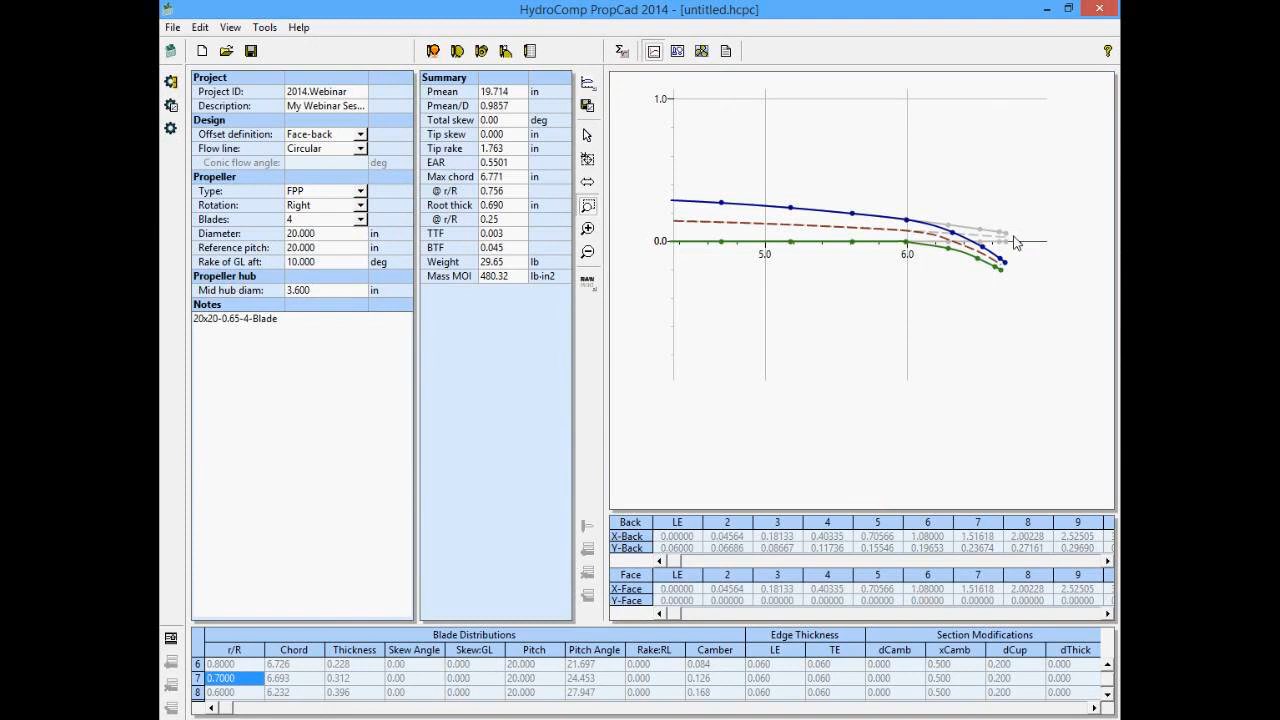 HydroComp PropCad 2014 - [untitled.hcpc]
File Edit View Tools Help
Project
Project ID: 2014.Webinar
Description: My Webinar Ses...
Design
Offset definition: Face-back
Flow line: Circular
Conic flow angle: deg
Propeller
Type: FPP
Rotation: Right
Blades: 4
Diameter: 20.000 in
Reference pitch: 20.000 in
Rake of GL aft: 10.000 deg
Propeller hub
Mid hub diam: 3.600 in
Notes
20x20-0.65-4-Blade
Summary
Pmean 19.714 in
Pmean/D 0.9857
Total skew 0.00 deg
Tip skew 0.000 in
Tip rake 1.763 in
EAR 0.5501
Max chord 6.771 in
@ r/R 0.756
Root thick 0.690 in
@ r/R 0.25
TTF 0.003
BTF 0.045
Weight 29.65 lb
Mass MOI 480.32 lb-in2
1.0
0.0
5.0 6.0
Back LE 2 3 4 5 6 7 8 9
X-Back 0.00000 0.04564 0.18133 0.40335 0.70566 1.08000 1.51618 2.00228 2.52505
Y-Back 0.06000 0.06686 0.08667 0.11736 0.15546 0.19653 0.23674 0.27161 0.29690
Face LE 2 3 4 5 6 7 8 9
X-Face 0.00000 0.04564 0.18133 0.40335 0.70566 1.08000 1.51618 2.00228 2.52505
Y-Face 0.00000 0.00000 0.00000 0.00000 0.00000 0.00000 0.00000 0.00000 0.00000
Blade Distributions Edge Thickness Section Modifications
r/R Chord Thickness Skew Angle Skew:GL Pitch Pitch Angle Rake:RL Camber LE TE dCamb xCamb dCup dThick
6 0.8000 6.726 0.228 0.00 0.000 20.000 21.697 0.000 0.084 0.060 0.060 0.000 0.500 0.200 0.000
7 0.7000 6.693 0.312 0.00 0.000 20.000 24.453 0.000 0.126 0.060 0.060 0.000 0.500 0.200 0.000
8 0.6000 6.232 0.396 0.00 0.000 20.000 27.947 0.000 0.168 0.060 0.060 0.000 0.500 0.200 0.000